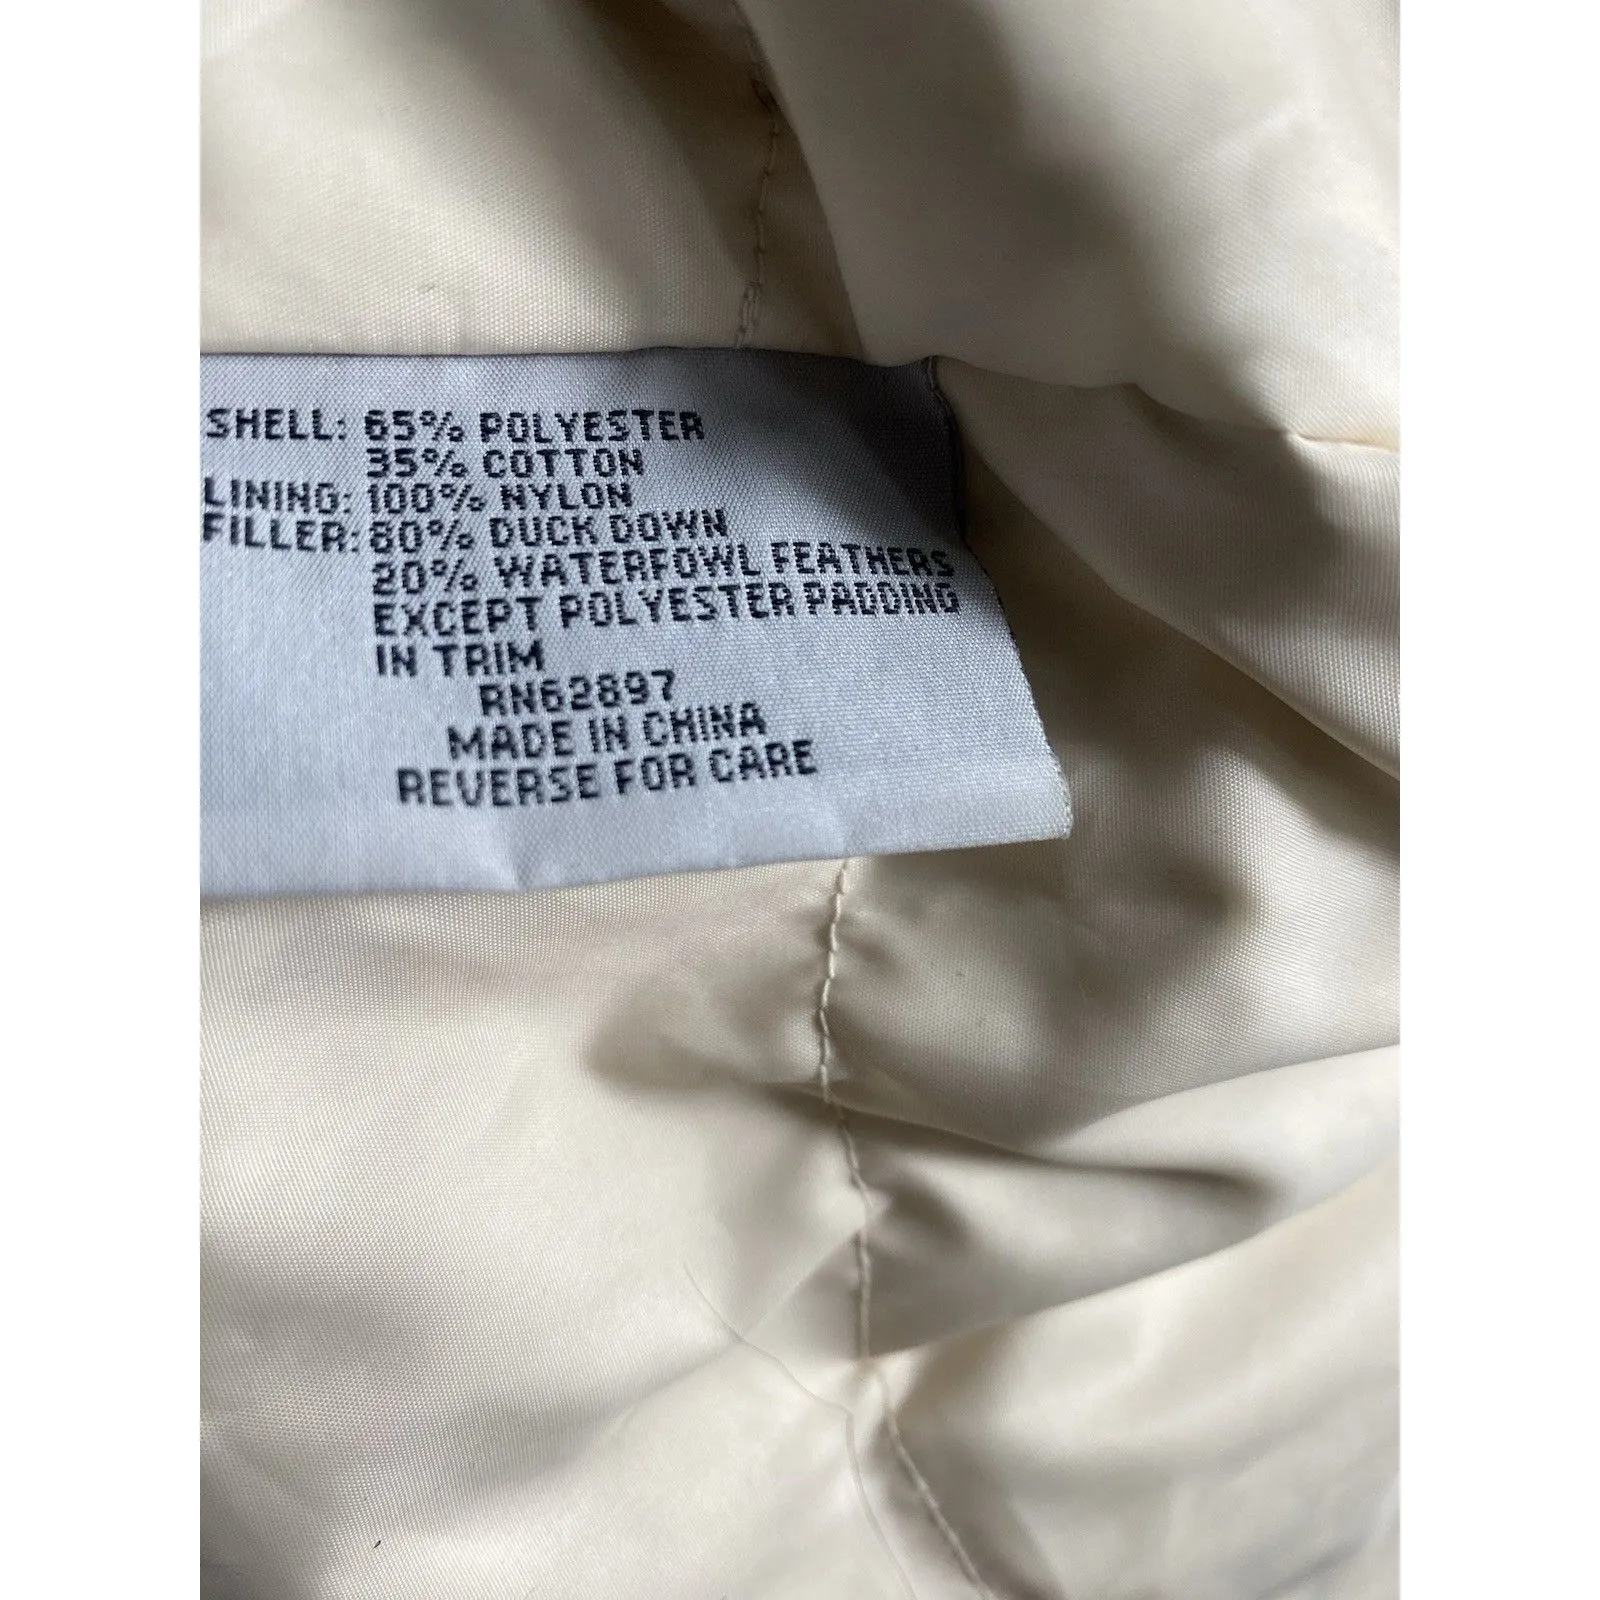 SHELL: 65% POLYESTER
35% COTTON
LINING: 100% NYLON
FILLER: 80% DUCK DOWN
20% WATERFOWL FEATHERS
EXCEPT POLYESTER PADDING
IN TRIM
RN62897
MADE IN CHINA
REVERSE FOR CARE